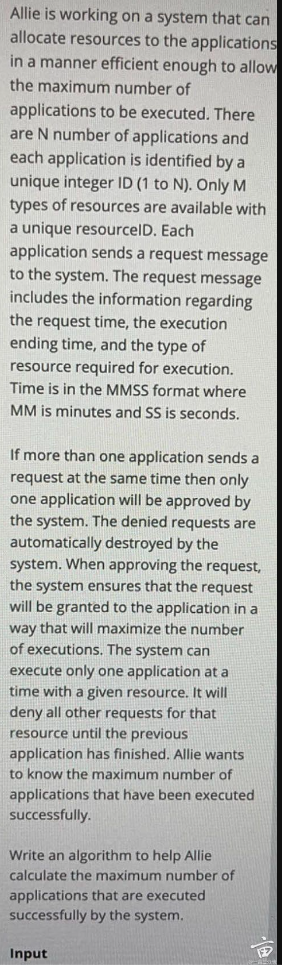 Allie is working on a system that can
allocate resources to the applications
in a manner efficient enough to allow
the maximum number of
applications to be executed. There
are N number of applications and
each application is identified by a
unique integer ID (1 to N). Only M
types of resources are available with
a unique resourceID. Each
application sends a request message
to the system. The request message
includes the information regarding
the request time, the execution
ending time, and the type of
resource required for execution.
Time is in the MMSS format where
MM is minutes and SS is seconds.
If more than one application sends a
request at the same time then only
one application will be approved by
the system. The denied requests are
automatically destroyed by the
system. When approving the request,
the system ensures that the request
will be granted to the application in a
way that will maximize the number
of executions. The system can
execute only one application at a
time with a given resource. It will
deny all other requests for that
resource until the previous
application has finished. Allie wants
to know the maximum number of
applications that have been executed
successfully.
Write an algorithm to help Allie
calculate the maximum number of
applications that are executed
successfully by the system.
Input